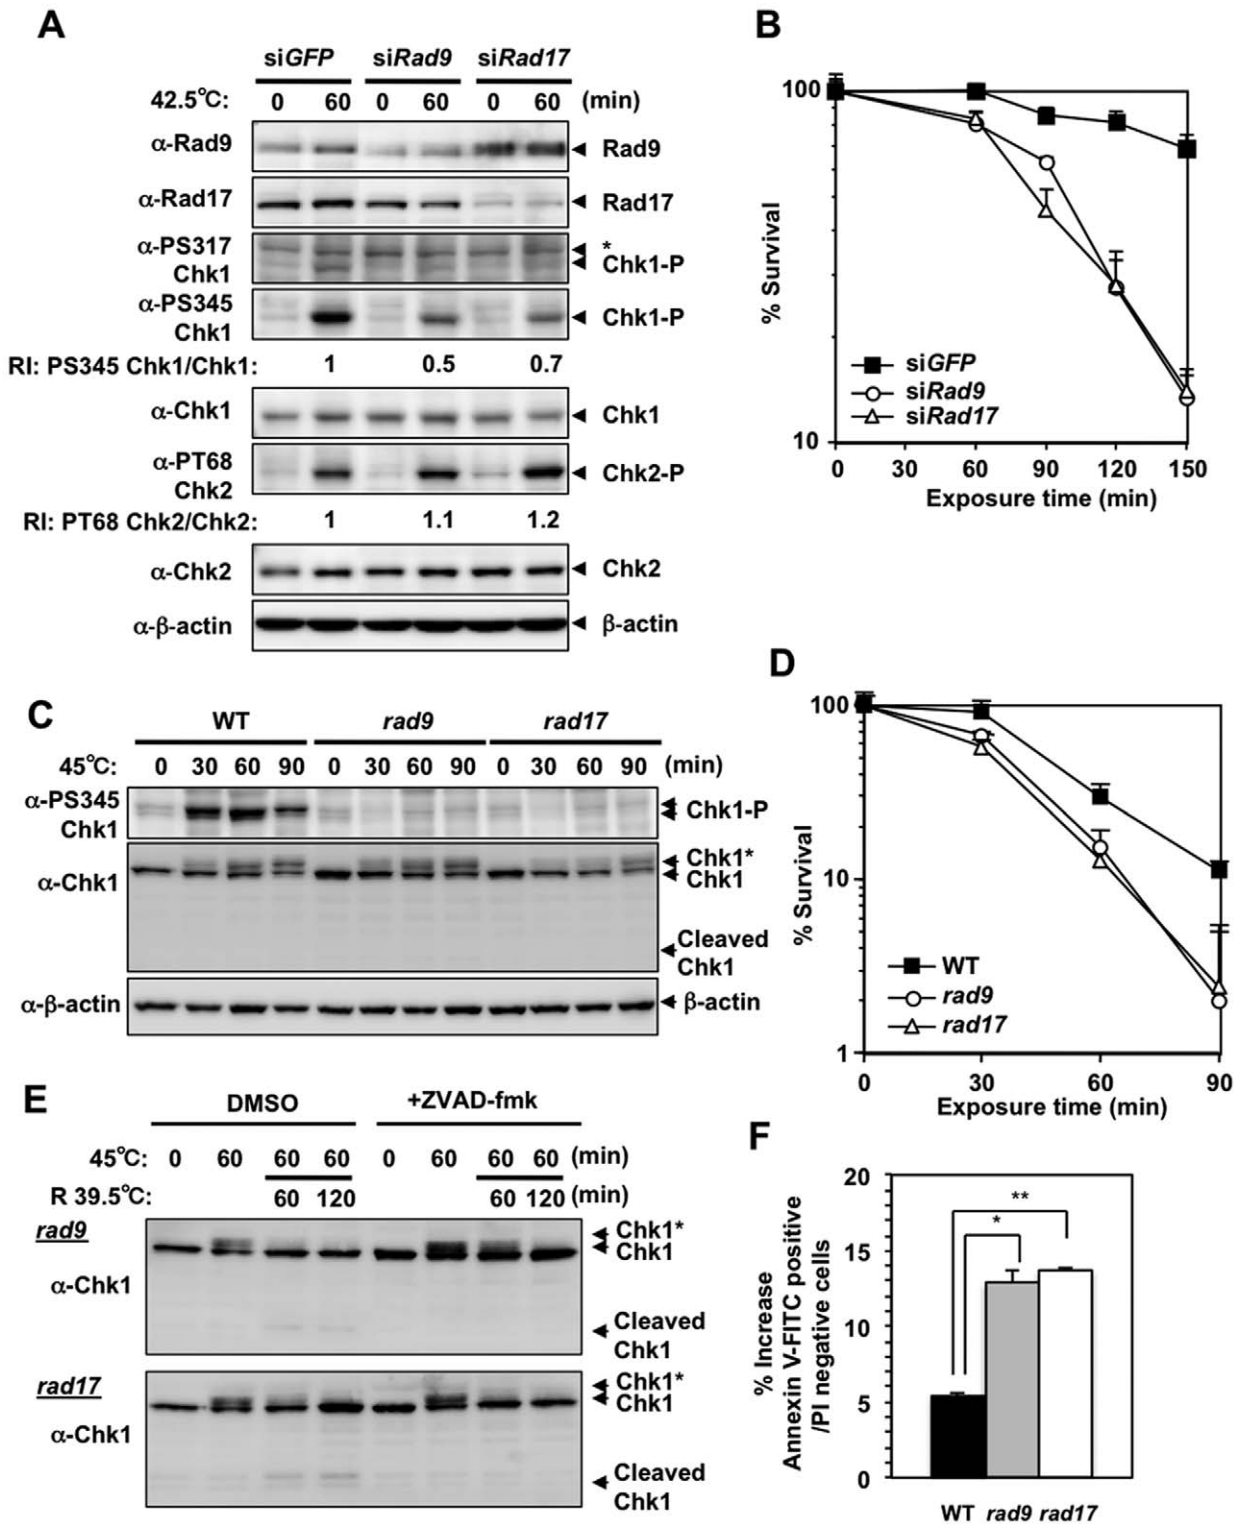 A
siGFP siRad9 siRad17
42.5℃: 0 60 0 60 0 60 (min)
α-Rad9 Rad9
α-Rad17 Rad17
α-PS317 *
Chk1 Chk1-P
α-PS345
Chk1 Chk1-P
RI: PS345 Chk1/Chk1: 1 0.5 0.7
α-Chk1 Chk1
α-PT68
Chk2 Chk2-P
RI: PT68 Chk2/Chk2: 1 1.1 1.2
α-Chk2 Chk2
α-β-actin β-actin
B
100
10
% Survival
siGFP
siRad9
siRad17
0 30 60 90 120 150
Exposure time (min)
C
WT rad9 rad17
45℃: 0 30 60 90 0 30 60 90 0 30 60 90 (min)
α-PS345
Chk1 Chk1-P
Chk1*
α-Chk1 Chk1
Cleaved
Chk1
α-β-actin β-actin
D
100
10
1
% Survival
WT
rad9
rad17
0 30 60 90
Exposure time (min)
E
DMSO +ZVAD-fmk
45℃: 0 60 60 60 0 60 60 60 (min)
R 39.5℃: 60 120 60 120 (min)
rad9 Chk1*
Chk1
α-Chk1
Cleaved
Chk1
rad17 Chk1*
Chk1
α-Chk1
Cleaved
Chk1
F
20
15
10
5
0
% Increase
Annexin V-FITC positive
/PI negative cells
**
*
WT rad9 rad17